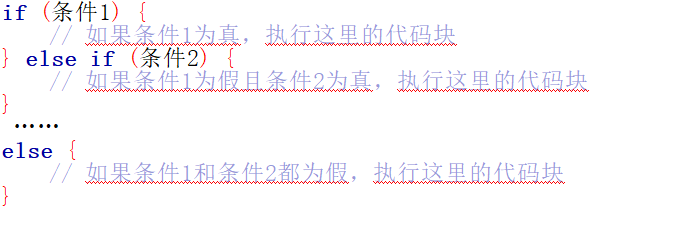 if (条件1) {
// 如果条件1为真，执行这里的代码块
} else if (条件2) {
// 如果条件1为假且条件2为真，执行这里的代码块
}
……
else {
// 如果条件1和条件2都为假，执行这里的代码块
}